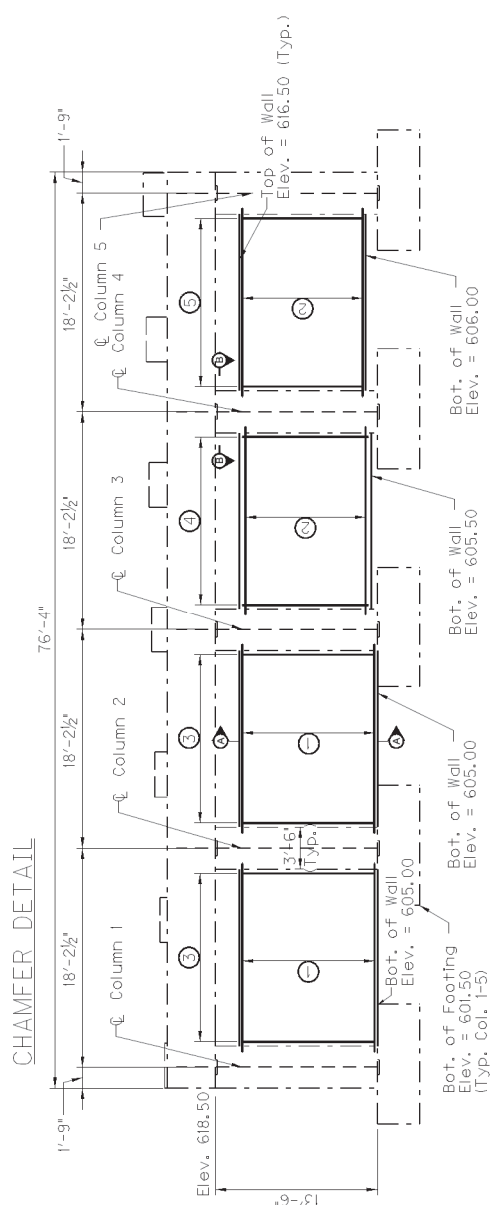 CHAMFER DETAIL
76'-4"
1'-9"
18'-2½"
18'-2½"
18'-2½"
18'-2½"
1'-9"
℄ Column 1
℄ Column 2
℄ Column 3
℄ Column 4
℄ Column 5
3
3
4
5
A
B
B
Top of Wall
Elev. = 616.50 (Typ.)
1
1
2
2
3'-6"
Typ.
A
Elev. 618.50
13'-6"
Bot. of Wall
Elev. = 605.00
Bot. of Wall
Elev. = 605.00
Bot. of Wall
Elev. = 605.50
Bot. of Wall
Elev. = 606.00
Bot. of Footing
Elev. = 601.50
(Typ. Col. 1-5)